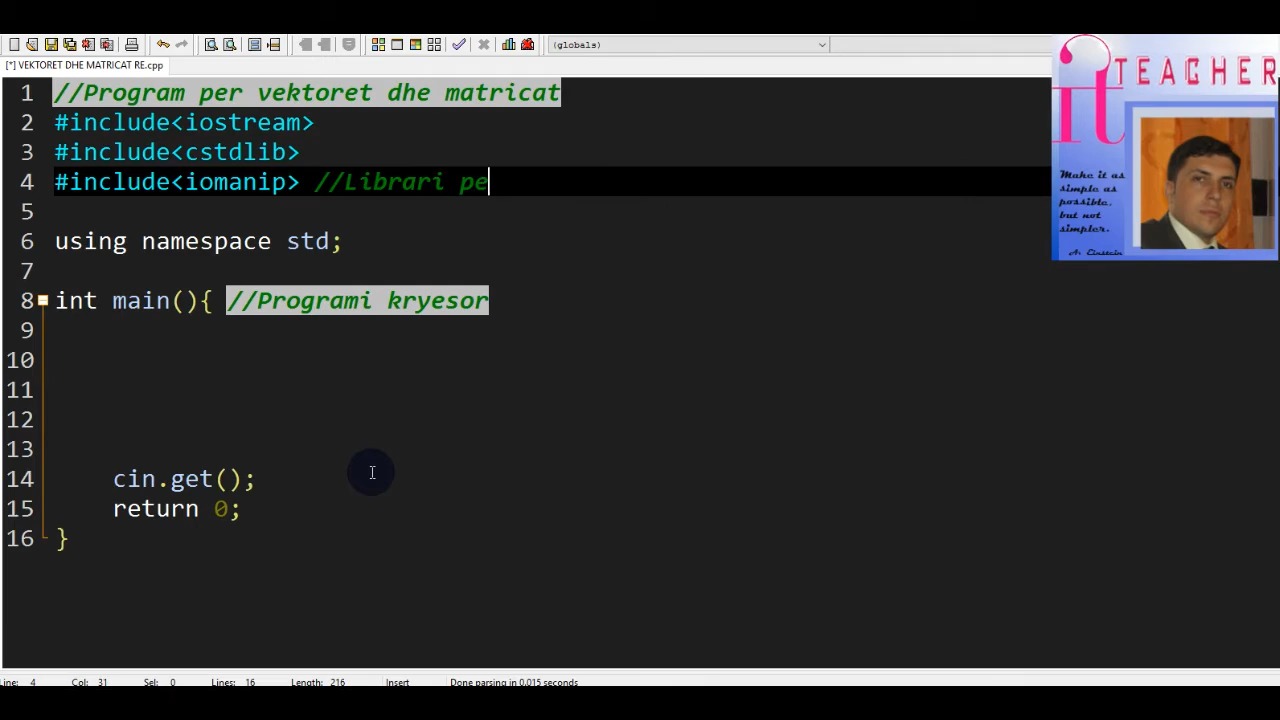 (globals)
[*] VEKTORET DHE MATRICAT RE.cpp
1 //Program per vektoret dhe matricat
2 #include<iostream>
3 #include<cstdlib>
4 #include<iomanip> //Librari pe
5
6 using namespace std;
7
8 int main(){ //Programi kryesor
9
10
11
12
13
14 cin.get();
15 return 0;
16 }
Line: 4 Col: 31 Sel: 0 Lines: 16 Length: 216 Insert Done parsing in 0.015 seconds
it TEACHER
Make it as
simple as
possible,
but not
simpler.
A. Einstein